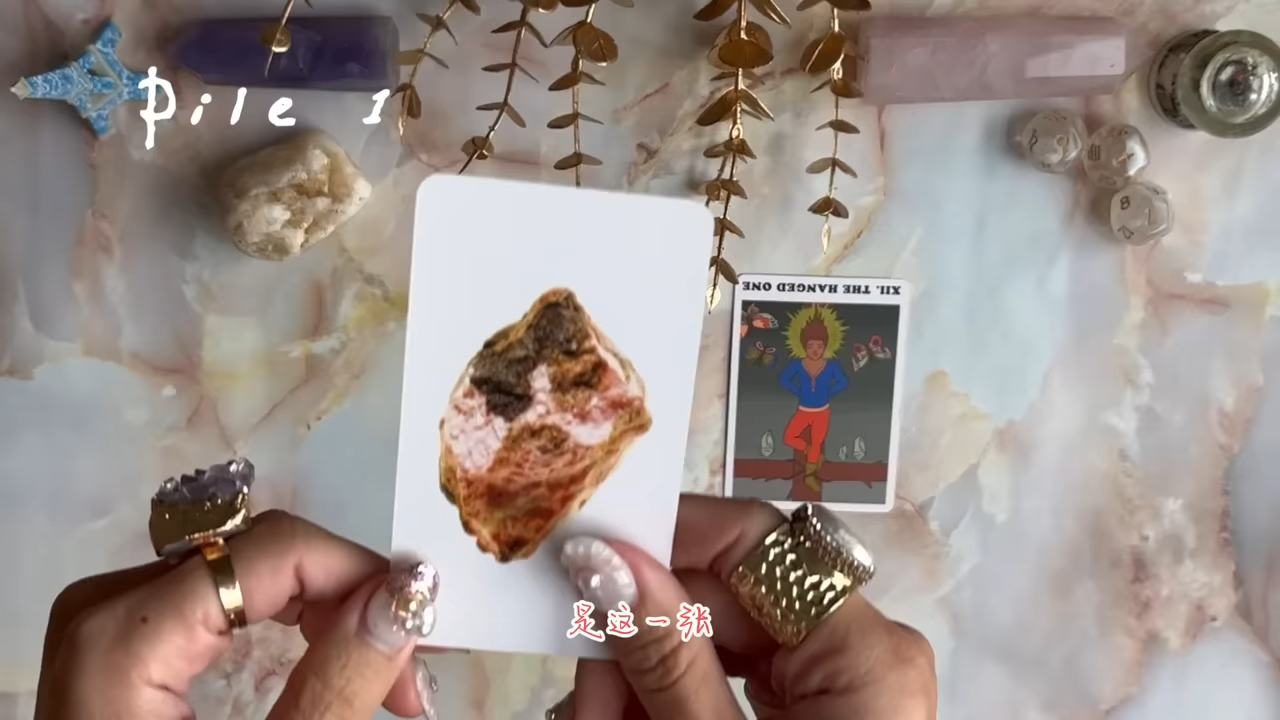 Pile 1
XII. THE HANGED ONE
是这一张